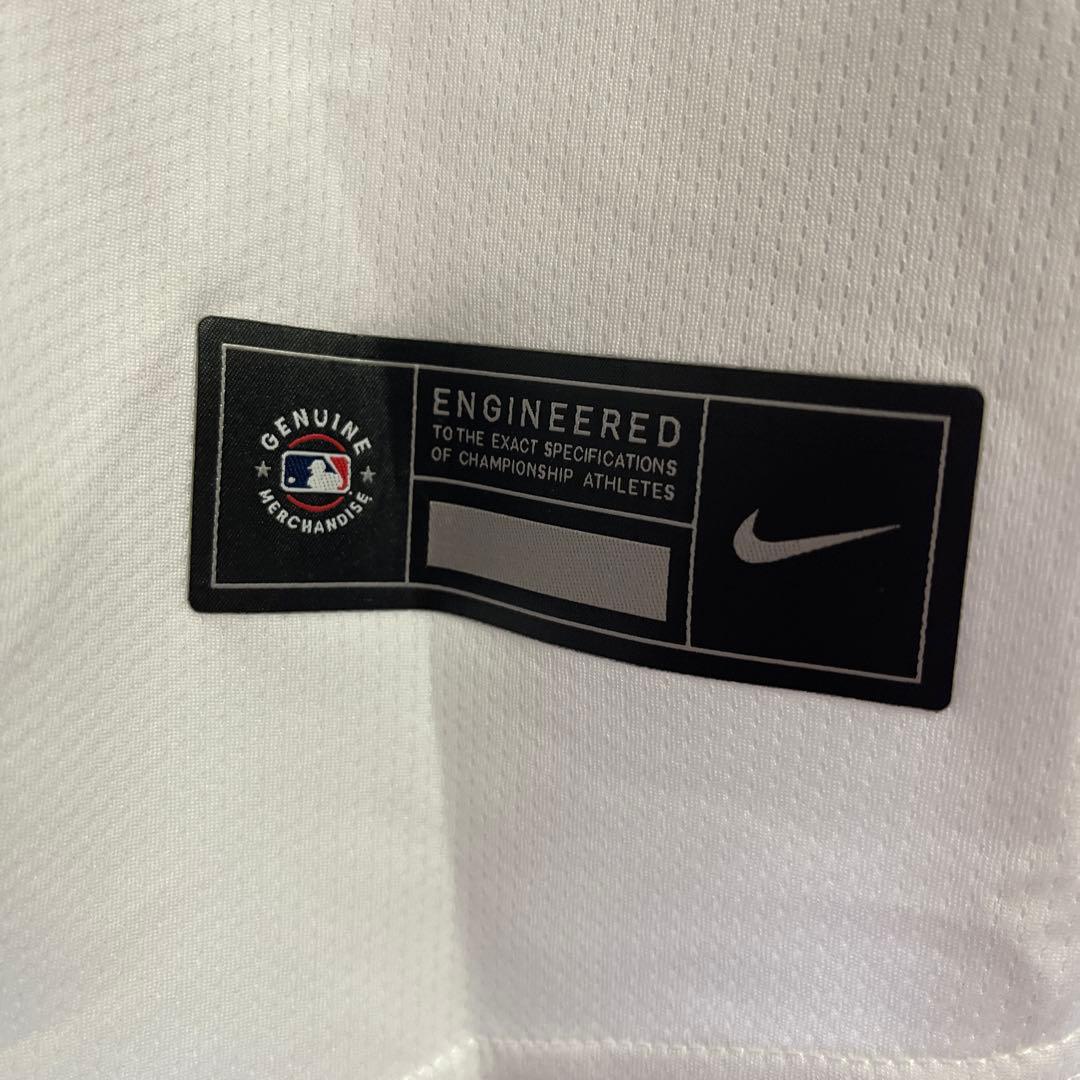 GENUINE
MERCHANDISE
ENGINEERED
TO THE EXACT SPECIFICATIONS
OF CHAMPIONSHIP ATHLETES